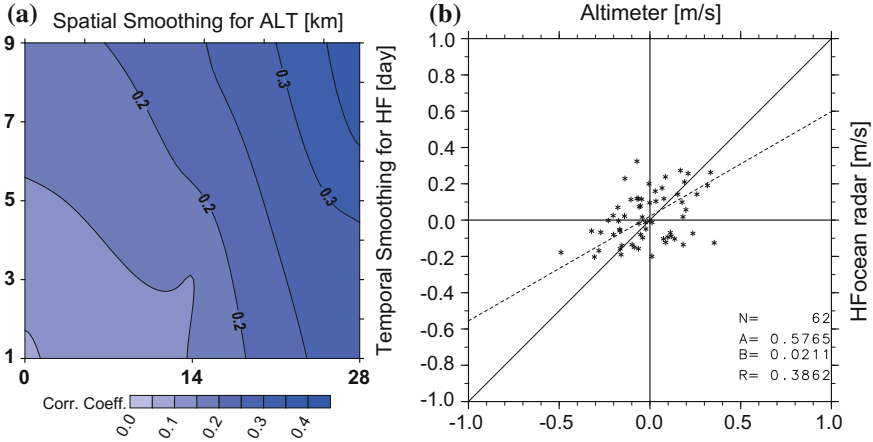 (a) Spatial Smoothing for ALT [km]
9
7
5
3
1
0 14 28
0.2
0.2
0.2
0.3
0.3
Temporal Smoothing for HF [day]
Corr. Coeff.
0.0 0.1 0.2 0.3 0.4
(b) Altimeter [m/s]
1.0
0.8
0.6
0.4
0.2
0.0
-0.2
-0.4
-0.6
-0.8
-1.0
-1.0 -0.5 0.0 0.5 1.0
HFocean radar [m/s]
N= 62
A= 0.5765
B= 0.0211
R= 0.3862